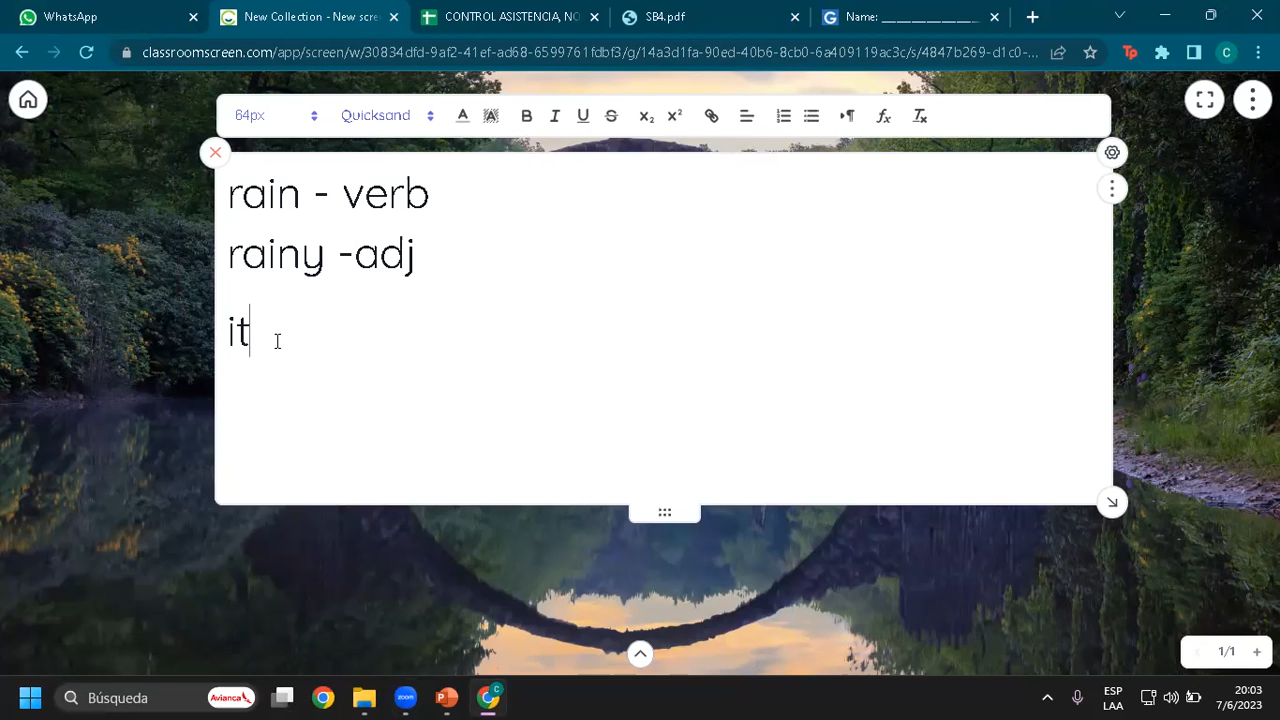 WhatsApp
New Collection - New scre
CONTROL ASISTENCIA, NO
SB4.pdf
Name: ________________
classroomscreen.com/app/screen/w/30834dfd-9af2-41ef-ad68-6599761fdbf3/g/14a3d1fa-90ed-40b6-8cb0-6a409119ac3c/s/4847b269-d1c0-...
C
64px
Quicksand
rain - verb
rainy -adj
it
1/1
Búsqueda
Avianca
zoom
ESP
LAA
20:03
7/6/2023